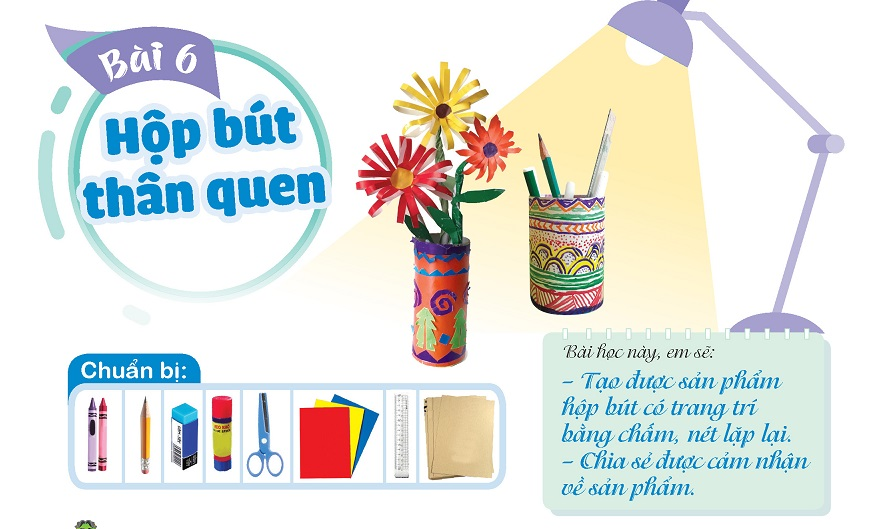 Bài 6
Hộp bút
thân quen
Chuẩn bị:
Bài học này, em sẽ:
– Tạo được sản phẩm
hộp bút có trang trí
bằng chấm, nét lặp lại.
– Chia sẻ được cảm nhận
về sản phẩm.